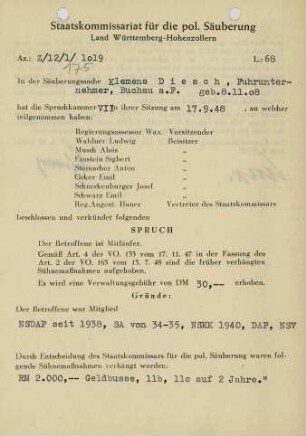 Staatskommissariat für die pol. Säuberung
Land Württemberg-Hohenzollern
Az.: Z/12/1/ 1o19
L: 68
175
In der Säuberungssache Klemens D i e s c h , Fuhrunter-
nehmer, Buchau a.F. geb.8.11.o8
hat die Spruchkammer VII in ihrer Sitzung am 17.9.48 , an welcher
teilgenommen haben:
Regierungsassessor Wax Vorsitzender
Waldner Ludwig Beisitzer
Musch Alois "
Einstein Sigbert "
Steinacher Anton "
Geker Emil "
Schneckenburger Josef "
Schwarz Emil "
Reg.Angest. Hauer Vertreter des Staatskommissars
beschlossen und verkündet folgenden
SPRUCH
Der Betroffene ist Mitläufer.
Gemäß Art. 4 der VO. 133 vom 17. 11. 47 in der Fassung des
Art. 2 der VO. 165 vom 13. 7. 48 sind die früher verhängten
Sühnemaßnahmen aufgehoben.
Es wird eine Verwaltungsgebühr von DM 30,-- erhoben.
Gründe:
Der Betroffene war Mitglied
NSDAP seit 1938, SA von 34-35, NSKK 1940, DAF, NSV
Durch Entscheidung des Staatskommissars für die pol. Säuberung waren fol-
gende Sühnemaßnahmen verhängt worden:
RM 2.000,-- Geldbusse, 11b, 11c auf 2 Jahre."